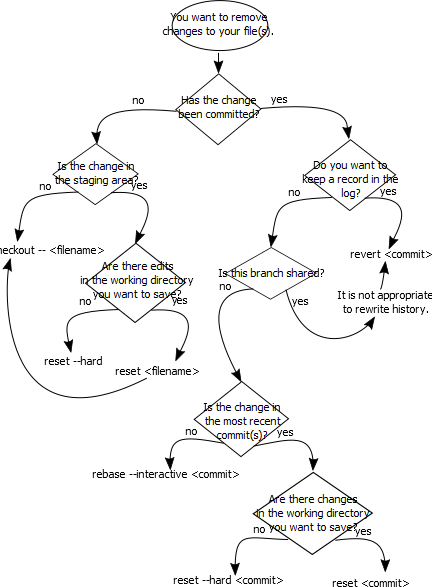 You want to remove
changes to your file(s).
Has the change
been committed?
no
yes
Is the change in
the staging area?
no
yes
Do you want to
keep a record in the
log?
no
yes
checkout -- <filename>
Are there edits
in the working directory
you want to save?
no
yes
Is this branch shared?
no
yes
revert <commit>
It is not appropriate
to rewrite history.
reset --hard
reset <filename>
Is the change in
the most recent
commit(s)?
no
yes
rebase --interactive <commit>
Are there changes
in the working directory
you want to save?
no
yes
reset --hard <commit>
reset <commit>